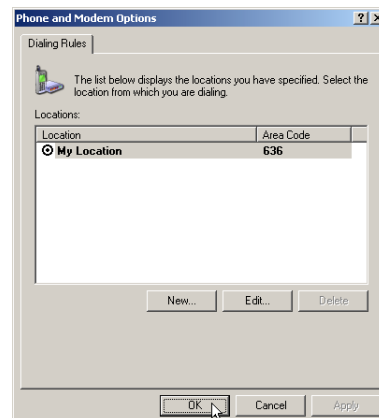 Phone and Modem Options
Dialing Rules
The list below displays the locations you have specified. Select the
location from which you are dialing.
Locations:
Location Area Code
My Location 636
New... Edit... Delete
OK Cancel Apply